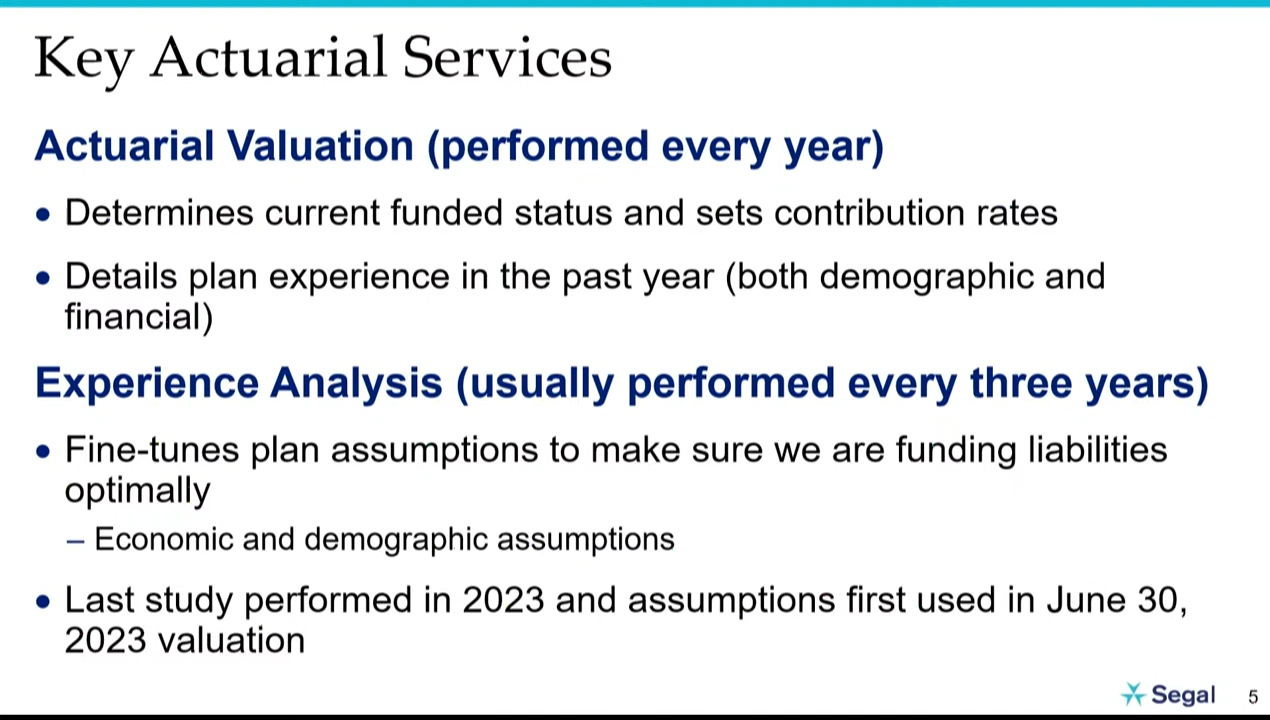 Key Actuarial Services
Actuarial Valuation (performed every year)
• Determines current funded status and sets contribution rates
• Details plan experience in the past year (both demographic and
financial)
Experience Analysis (usually performed every three years)
• Fine-tunes plan assumptions to make sure we are funding liabilities
optimally
– Economic and demographic assumptions
• Last study performed in 2023 and assumptions first used in June 30,
2023 valuation
Segal 5